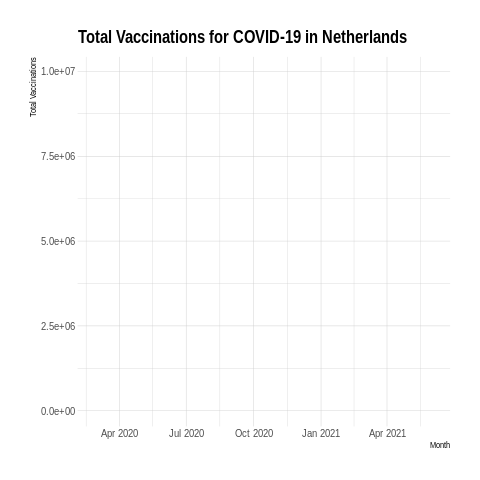 Total Vaccinations for COVID-19 in Netherlands
Total Vaccinations
1.0e+07
7.5e+06
5.0e+06
2.5e+06
0.0e+00
Apr 2020 Jul 2020 Oct 2020 Jan 2021 Apr 2021
Month